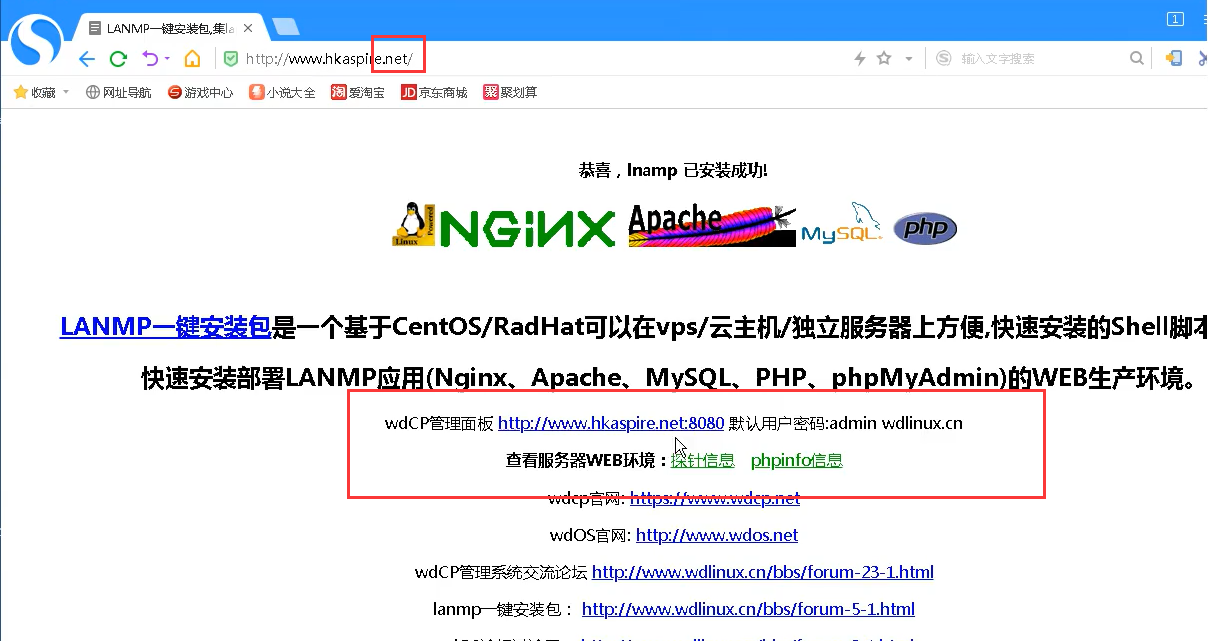 1
LANMP一键安装包,集la
http://www.hkaspire.net/
输入文字搜索
收藏 网址导航 游戏中心 小说大全 淘 爱淘宝 JD 京东商城 聚 聚划算
恭喜，lnamp 已安装成功!
Linux Powered NGiNX Apache MySQL php
LANMP一键安装包是一个基于CentOS/RadHat可以在vps/云主机/独立服务器上方便,快速安装的Shell脚本
快速安装部署LANMP应用(Nginx、Apache、MySQL、PHP、phpMyAdmin)的WEB生产环境。
wdCP管理面板 http://www.hkaspire.net:8080 默认用户密码:admin wdlinux.cn
查看服务器WEB环境：探针信息 phpinfo信息
wdcp官网: https://www.wdcp.net
wdOS官网: http://www.wdos.net
wdCP管理系统交流论坛 http://www.wdlinux.cn/bbs/forum-23-1.html
lanmp一键安装包： http://www.wdlinux.cn/bbs/forum-5-1.html